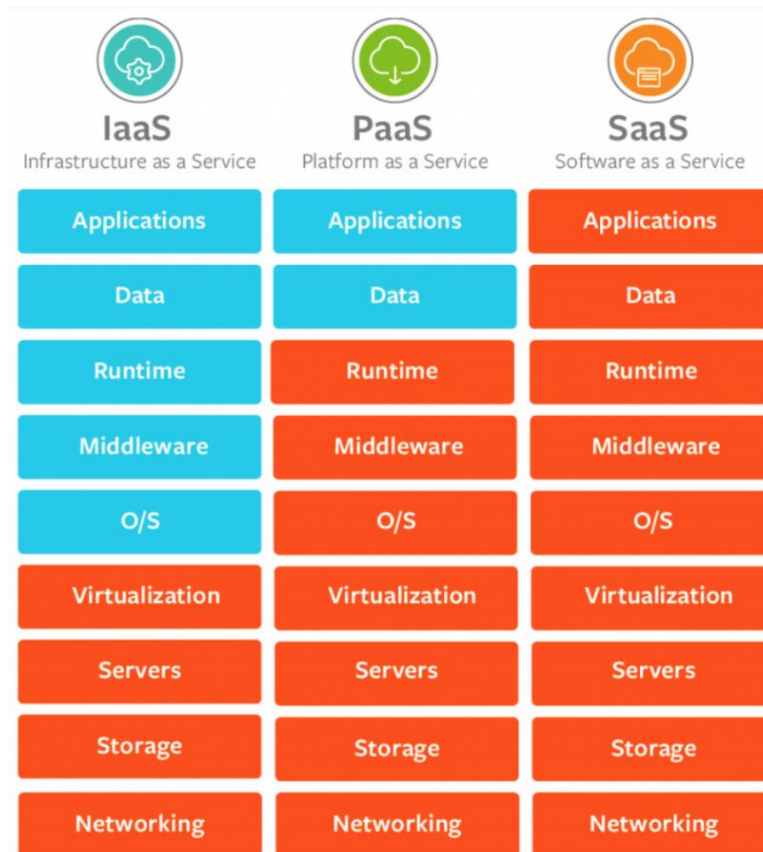 IaaS PaaS SaaS
Infrastructure as a Service Platform as a Service Software as a Service
Applications Applications Applications
Data Data Data
Runtime Runtime Runtime
Middleware Middleware Middleware
O/S O/S O/S
Virtualization Virtualization Virtualization
Servers Servers Servers
Storage Storage Storage
Networking Networking Networking